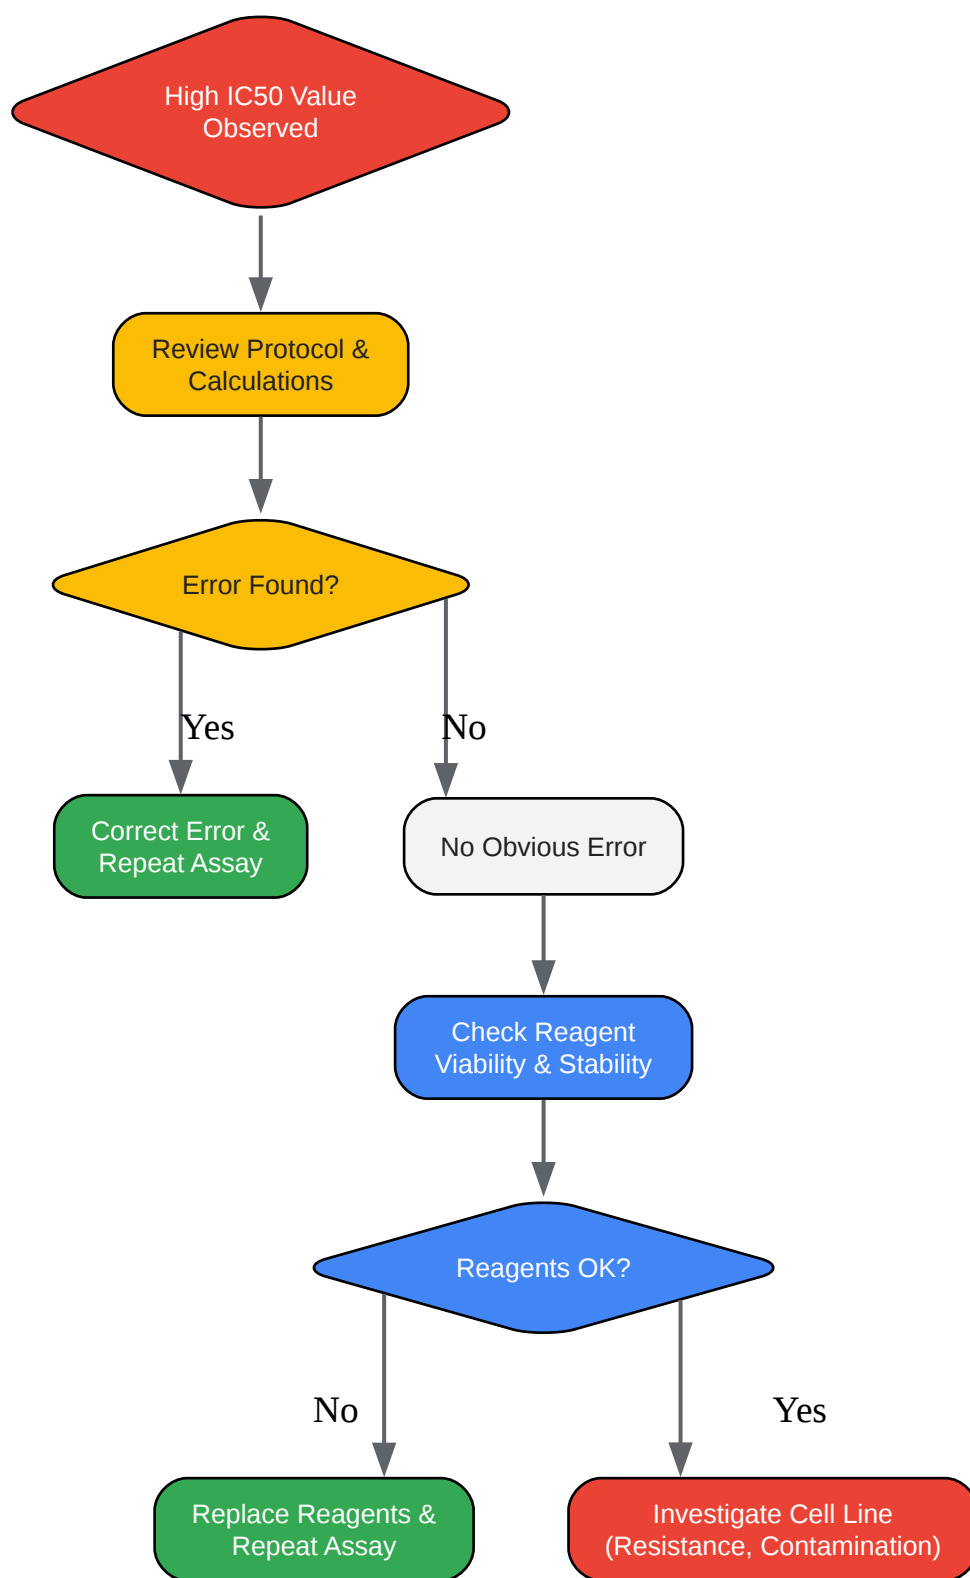 High IC50 Value
Observed
Review Protocol &
Calculations
Error Found?
Yes
No
Correct Error &
Repeat Assay
No Obvious Error
Check Reagent
Viability & Stability
Reagents OK?
No
Yes
Replace Reagents &
Repeat Assay
Investigate Cell Line
(Resistance, Contamination)